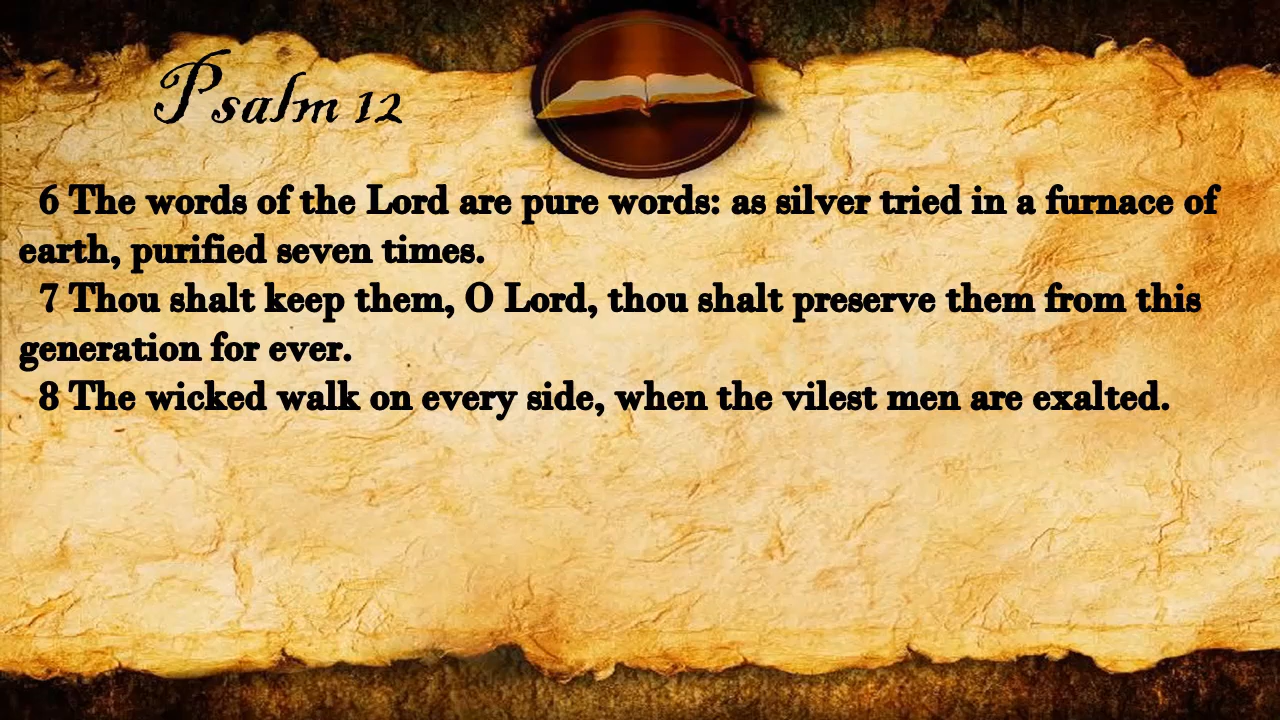 Psalm 12
6 The words of the Lord are pure words: as silver tried in a furnace of
earth, purified seven times.
7 Thou shalt keep them, O Lord, thou shalt preserve them from this
generation for ever.
8 The wicked walk on every side, when the vilest men are exalted.